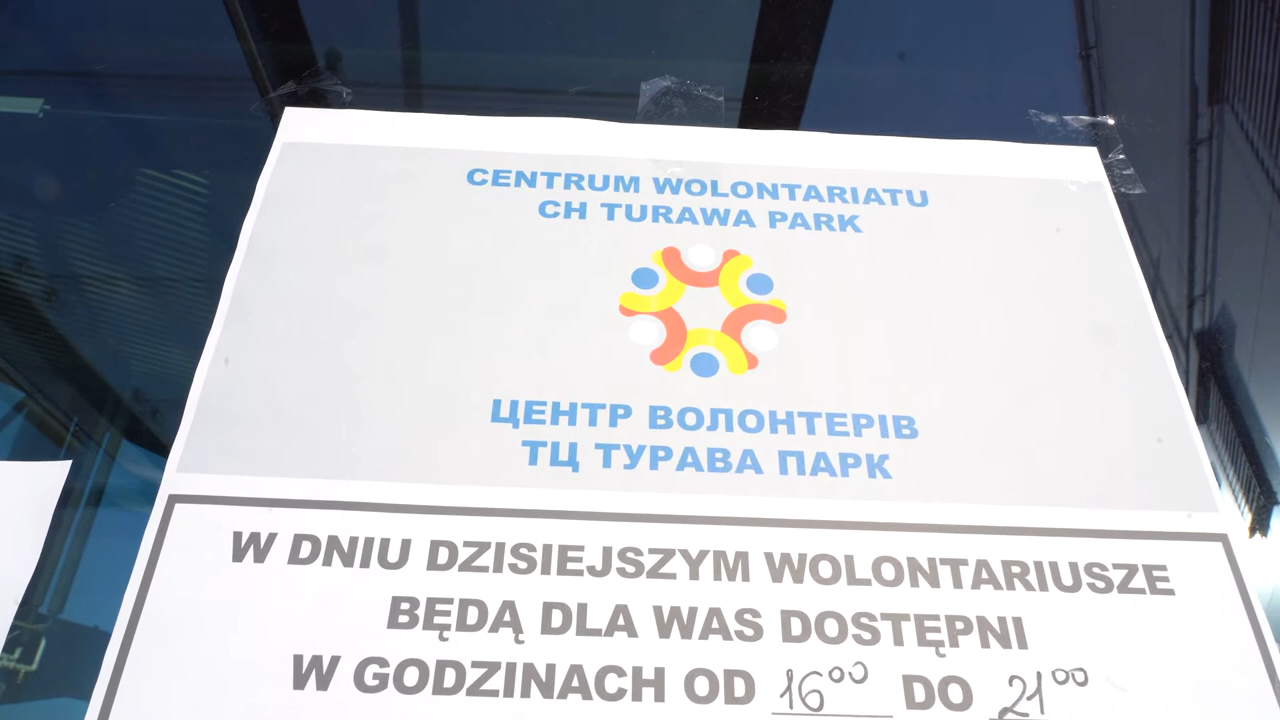 CENTRUM WOLONTARIATU
CH TURAWA PARK
ЦЕНТР ВОЛОНТЕРІВ
ТЦ ТУРАВА ПАРК
W DNIU DZISIEJSZYM WOLONTARIUSZE
BĘDĄ DLA WAS DOSTĘPNI
W GODZINACH OD 16⁰⁰ DO 21⁰⁰